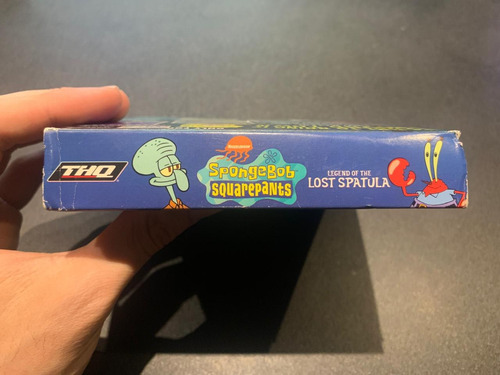 THQ
NICKELODEON
SpongeBob
squarepants
LEGEND OF THE
LOST SPATULA